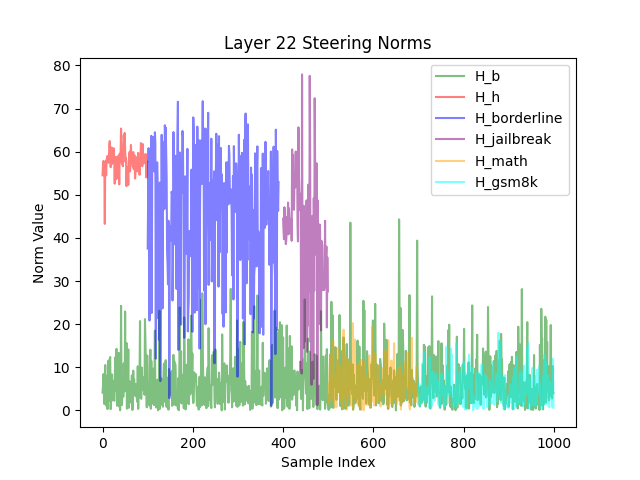 Layer 22 Steering Norms
80
70
60
50
40
30
20
10
0
Norm Value
0
200
400
600
800
1000
Sample Index
H_b
H_h
H_borderline
H_jailbreak
H_math
H_gsm8k